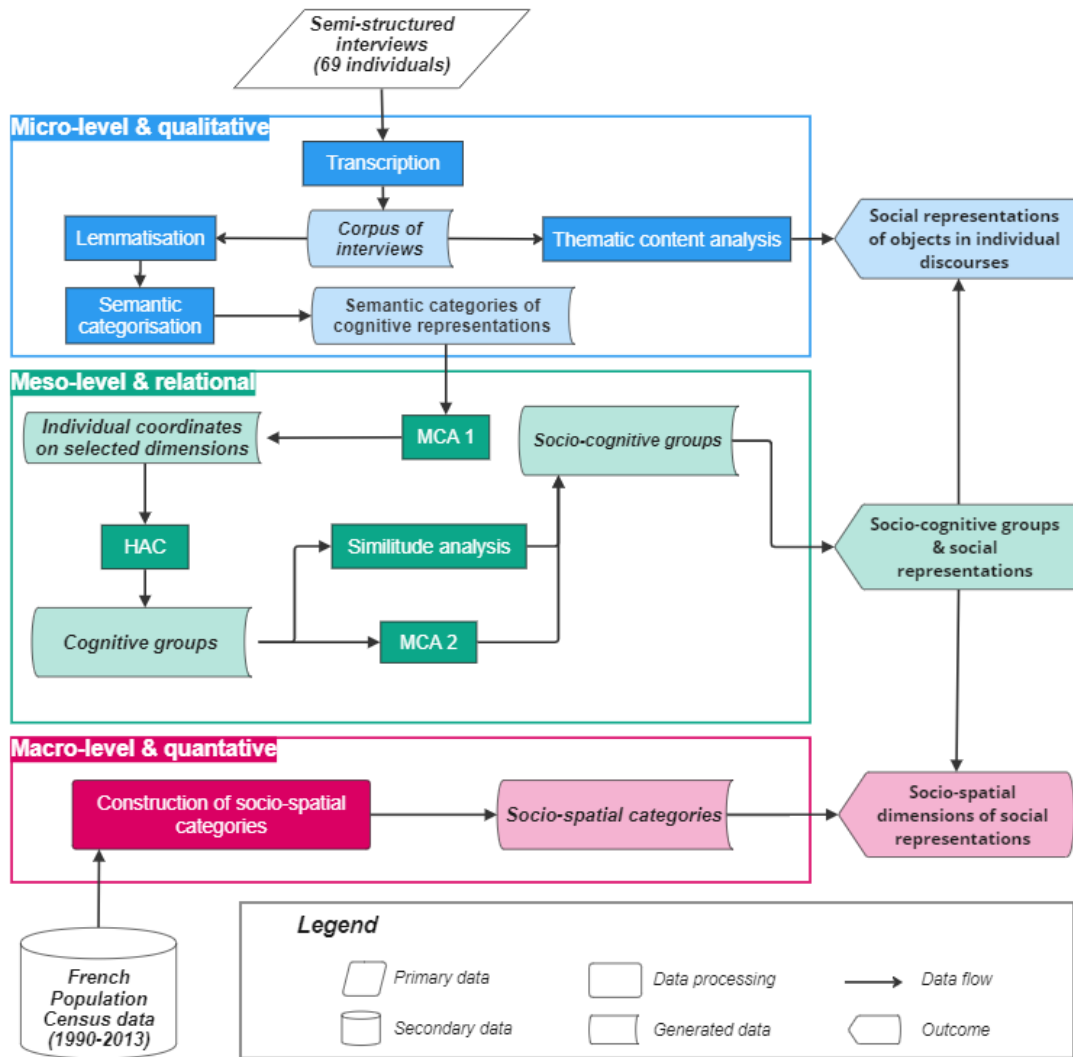 Semi-structured
interviews
(69 individuals)
Micro-level & qualitative
Transcription
Lemmatisation
Corpus of
interviews
Thematic content analysis
Social representations
of objects in individual
discourses
Semantic
categorisation
Semantic categories of
cognitive representations
Meso-level & relational
Individual coordinates
on selected dimensions
MCA 1
Socio-cognitive groups
HAC
Similitude analysis
Socio-cognitive groups
& social
representations
Cognitive groups
MCA 2
Macro-level & quantative
Construction of socio-spatial
categories
Socio-spatial categories
Socio-spatial
dimensions of social
representations
French
Population
Census data
(1990-2013)
Legend
Primary data
Data processing
Data flow
Secondary data
Generated data
Outcome